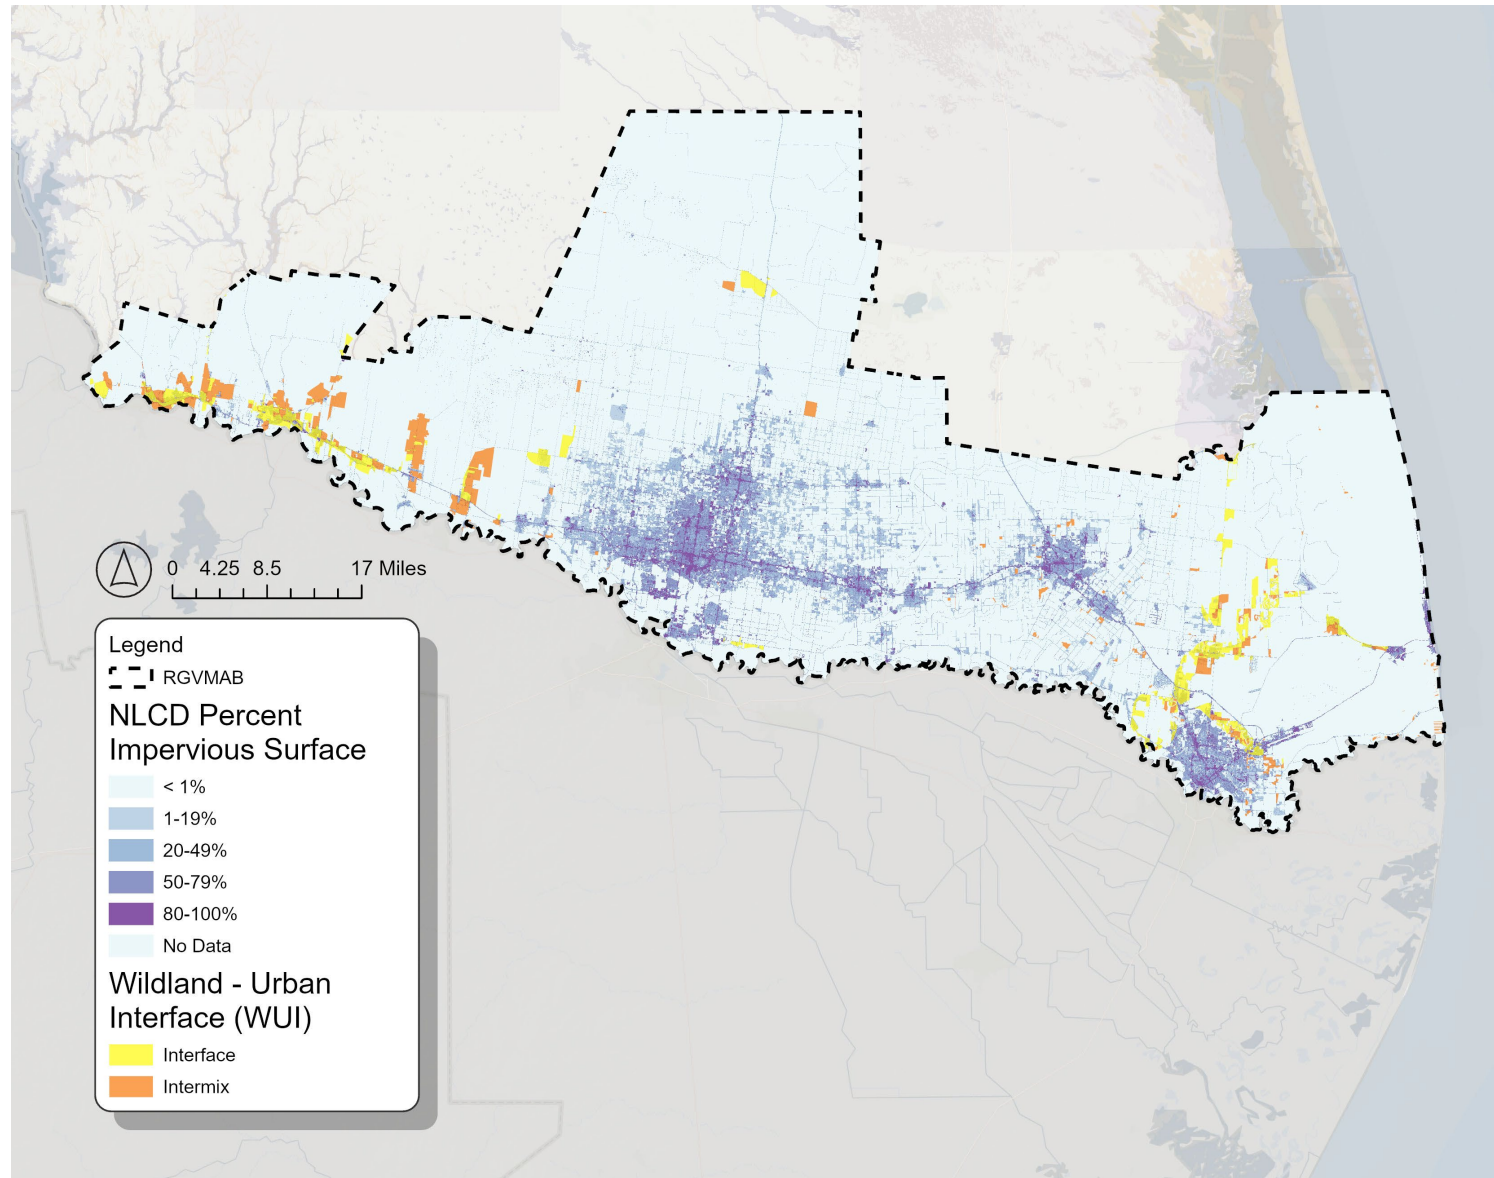 0 4.25 8.5 17 Miles
Legend
RGVMAB
NLCD Percent
Impervious Surface
< 1%
1-19%
20-49%
50-79%
80-100%
No Data
Wildland - Urban
Interface (WUI)
Interface
Intermix